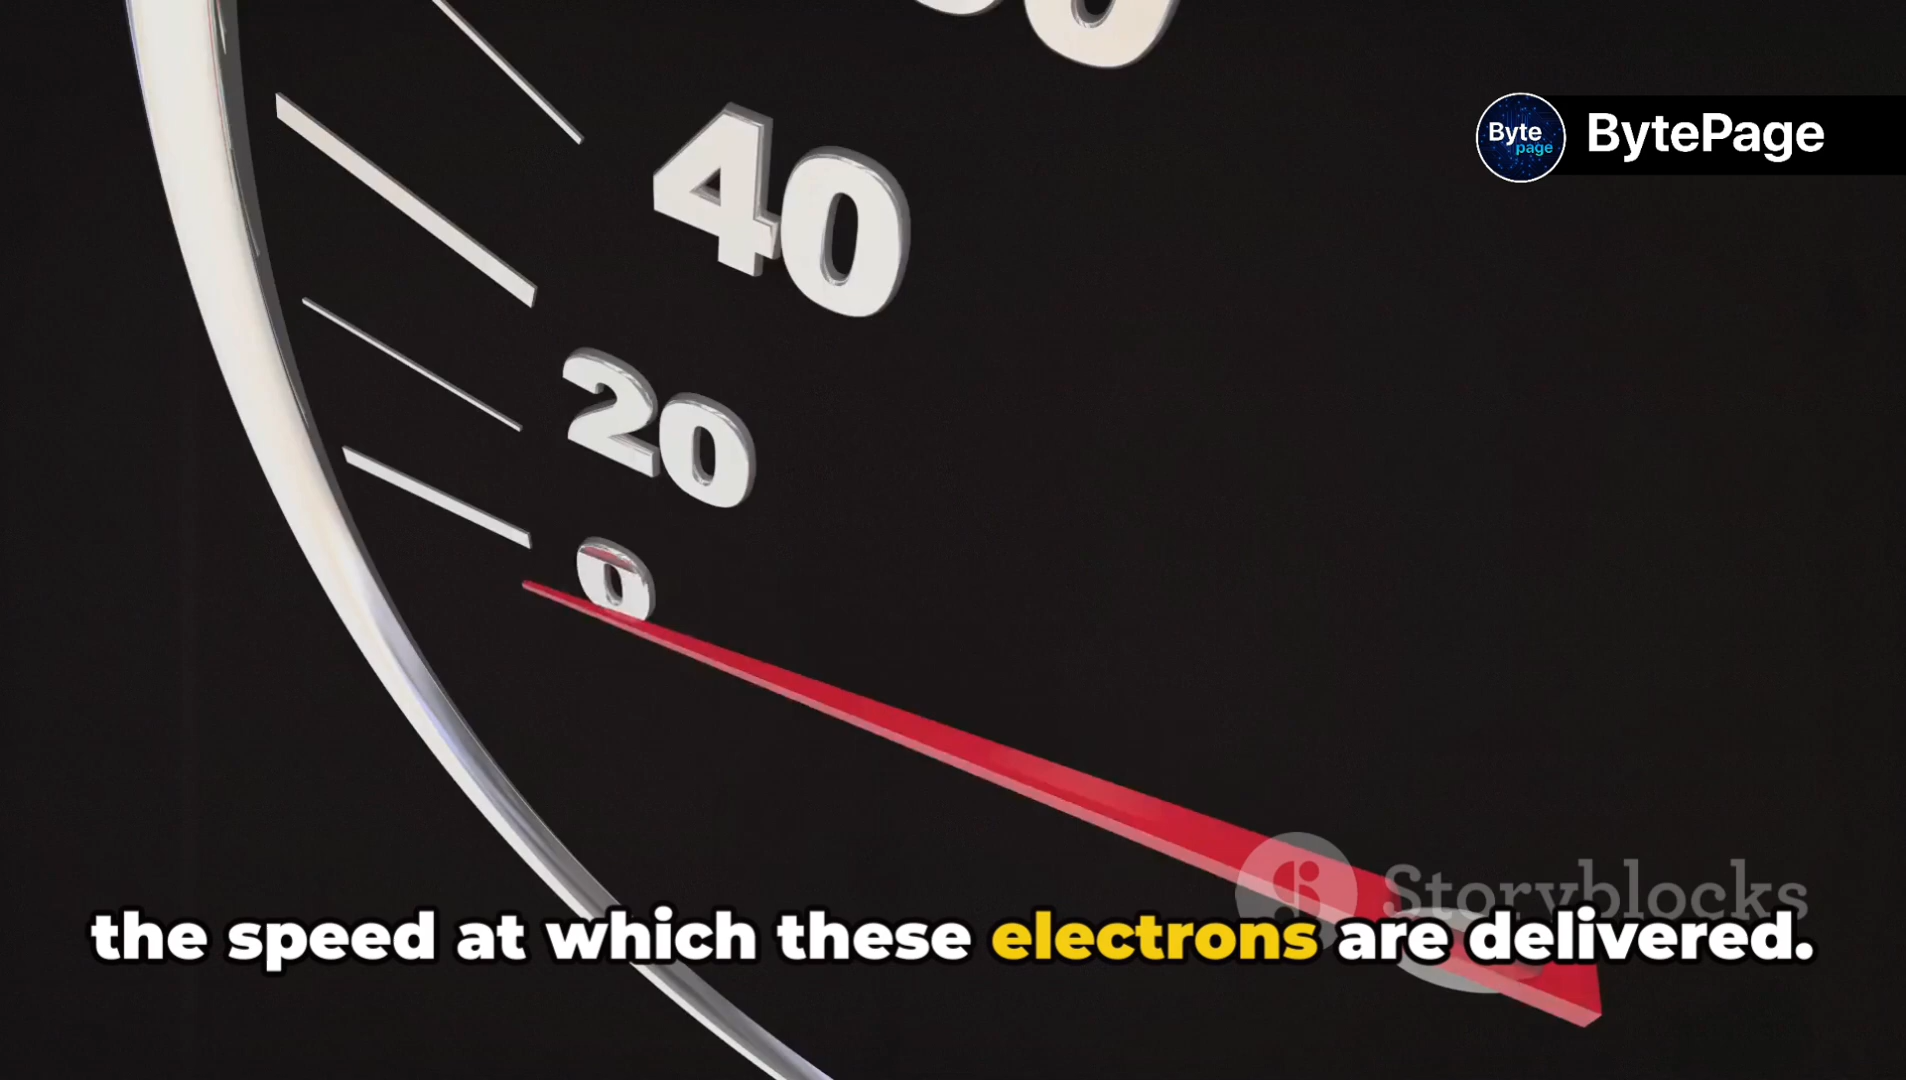 40
Byte
page
BytePage
20
0
Storyblocks
the speed at which these electrons are delivered.